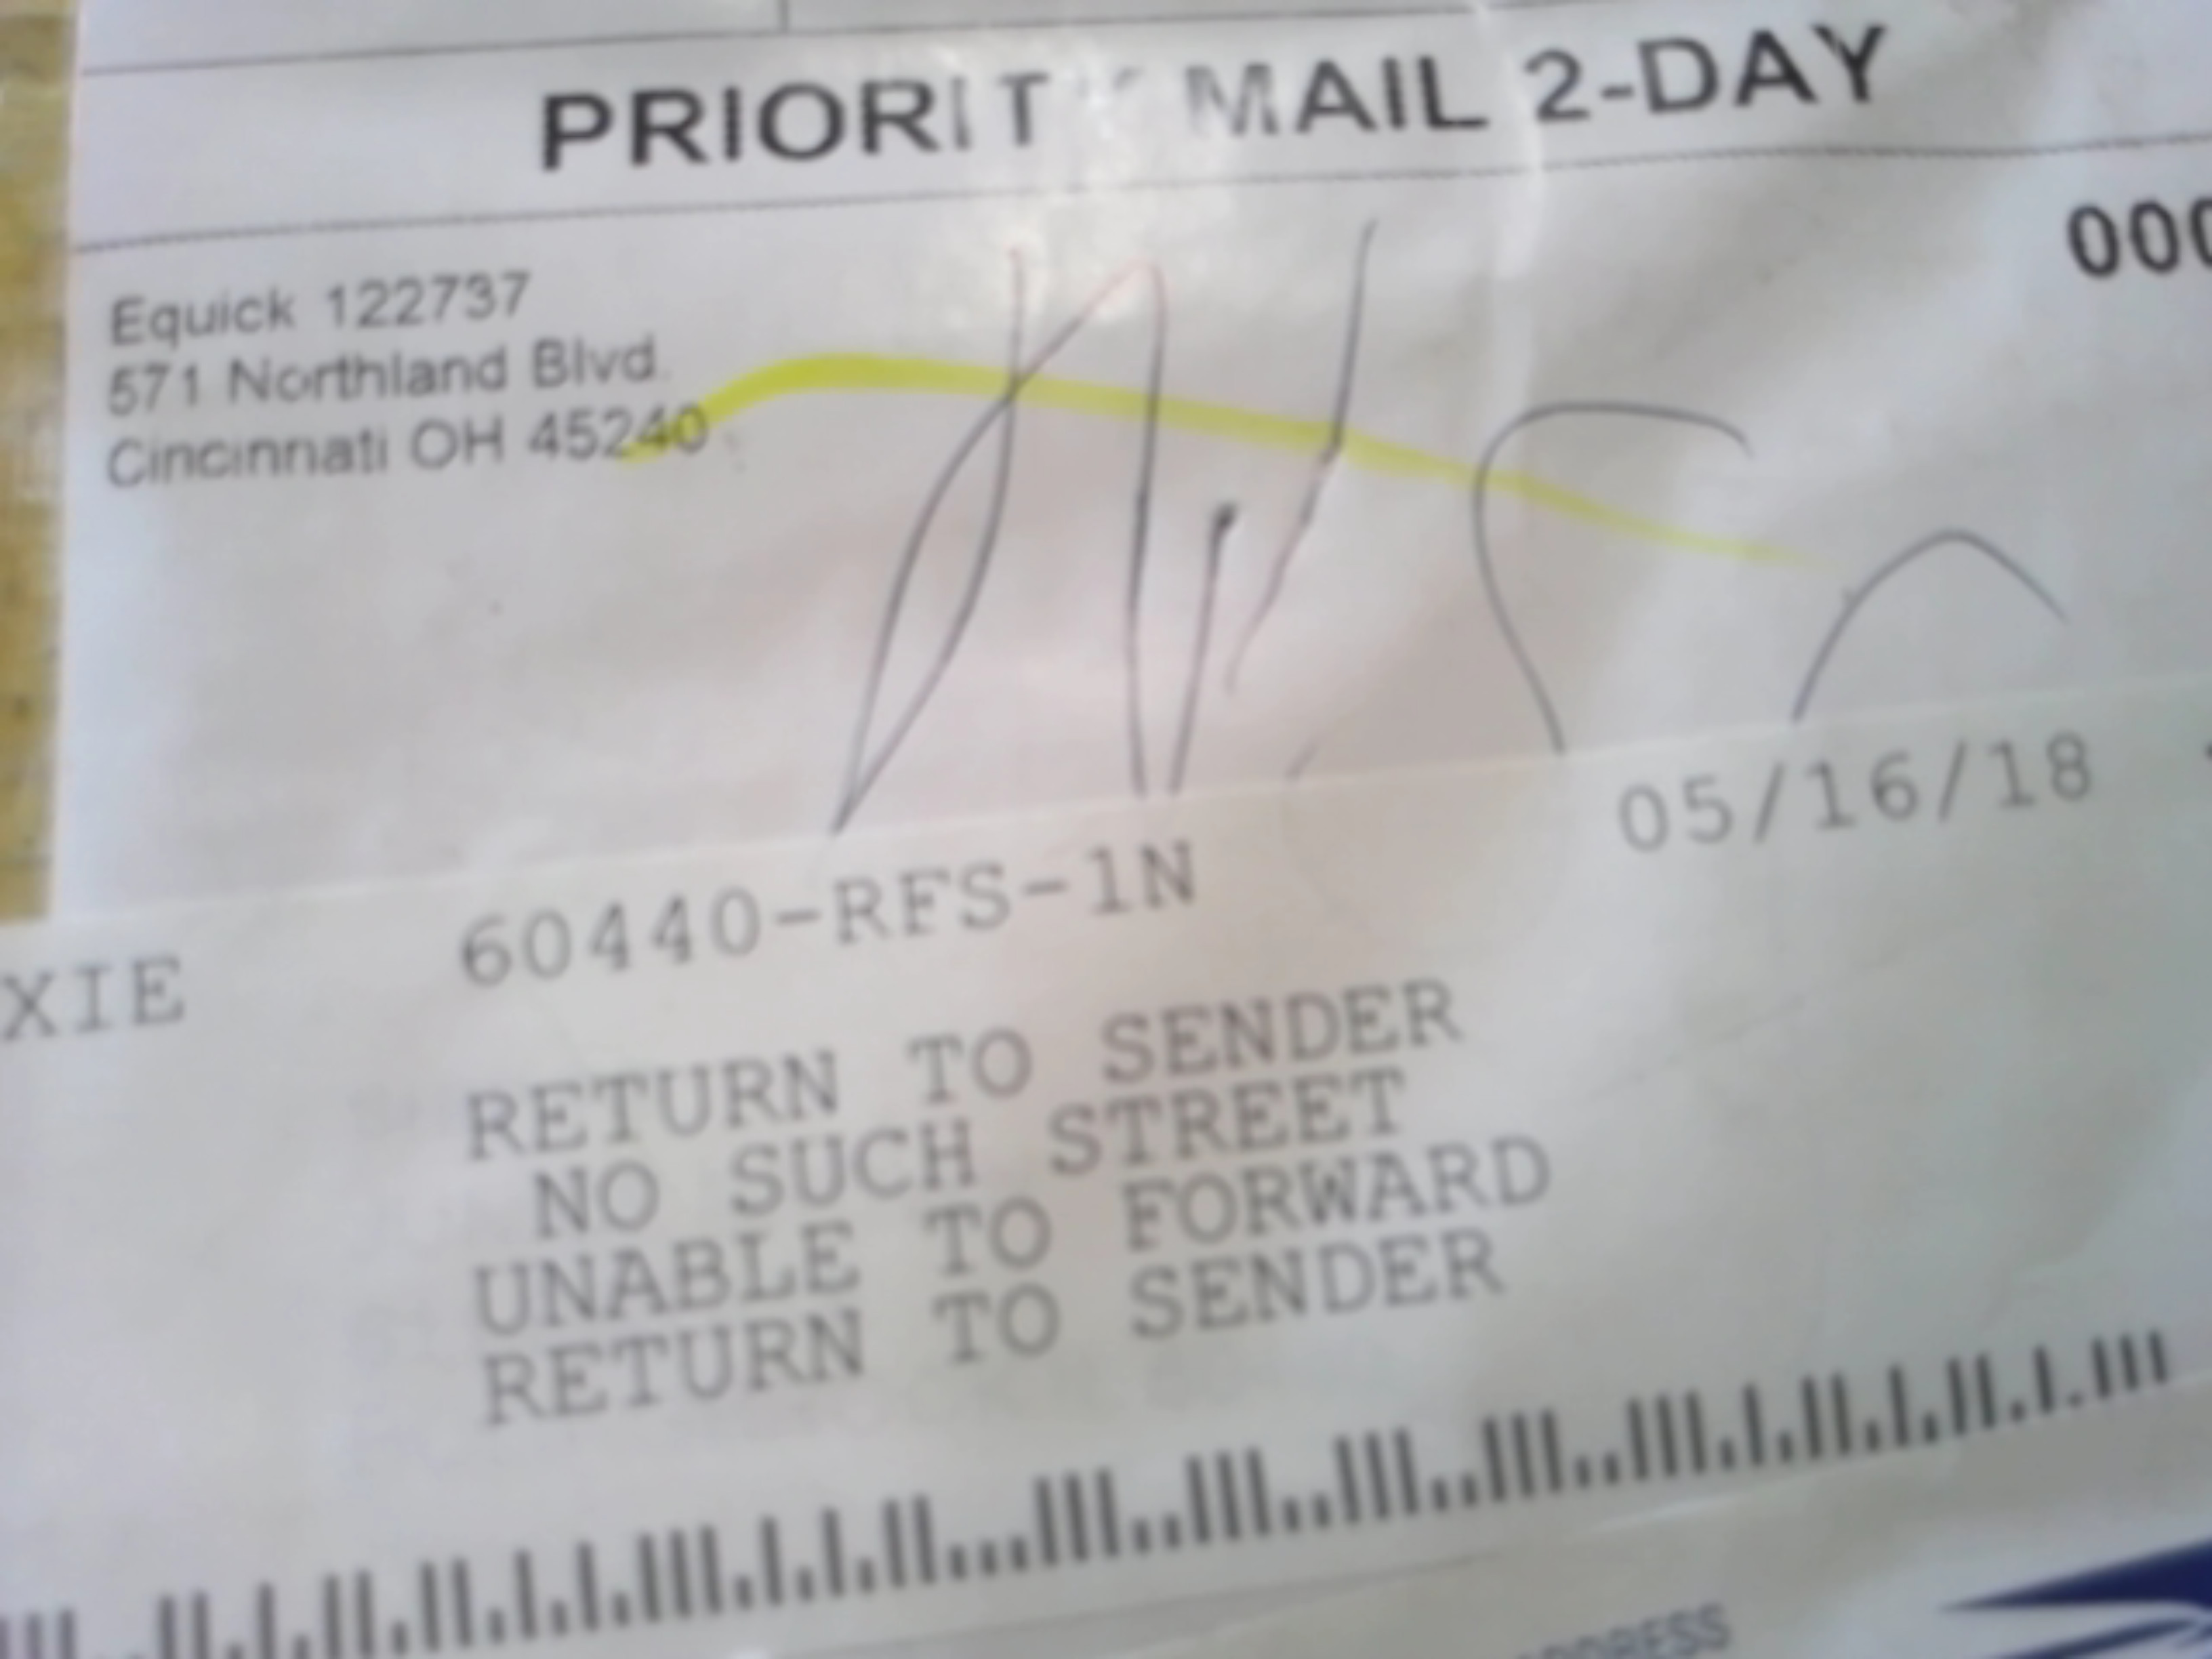 PRIORITY MAIL 2-DAY
000
Equick 122737
571 Northland Blvd.
Cincinnati OH 45240
05/16/18
XIE 60440-RFS-1N
RETURN TO SENDER
NO SUCH STREET
UNABLE TO FORWARD
RETURN TO SENDER